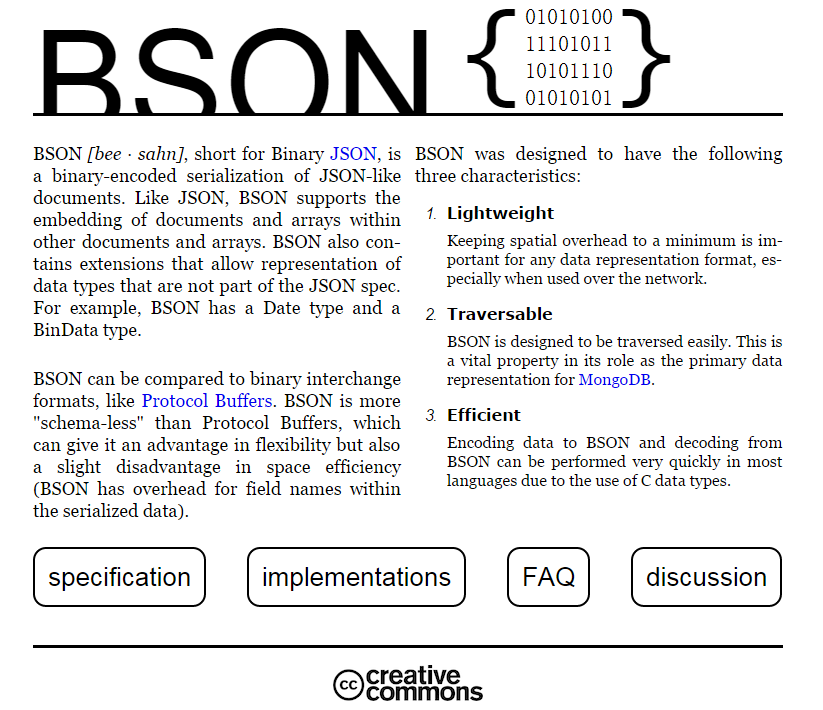 BSON
{
01010100
11101011
10101110
01010101
}
BSON [bee · sahn], short for Binary JSON, is
a binary-encoded serialization of JSON-like
documents. Like JSON, BSON supports the
embedding of documents and arrays within
other documents and arrays. BSON also con-
tains extensions that allow representation of
data types that are not part of the JSON spec.
For example, BSON has a Date type and a
BinData type.
BSON can be compared to binary interchange
formats, like Protocol Buffers. BSON is more
"schema-less" than Protocol Buffers, which
can give it an advantage in flexibility but also
a slight disadvantage in space efficiency
(BSON has overhead for field names within
the serialized data).
BSON was designed to have the following
three characteristics:
1. Lightweight
Keeping spatial overhead to a minimum is im-
portant for any data representation format, es-
pecially when used over the network.
2. Traversable
BSON is designed to be traversed easily. This is
a vital property in its role as the primary data
representation for MongoDB.
3. Efficient
Encoding data to BSON and decoding from
BSON can be performed very quickly in most
languages due to the use of C data types.
specification
implementations
FAQ
discussion
cc creative
commons